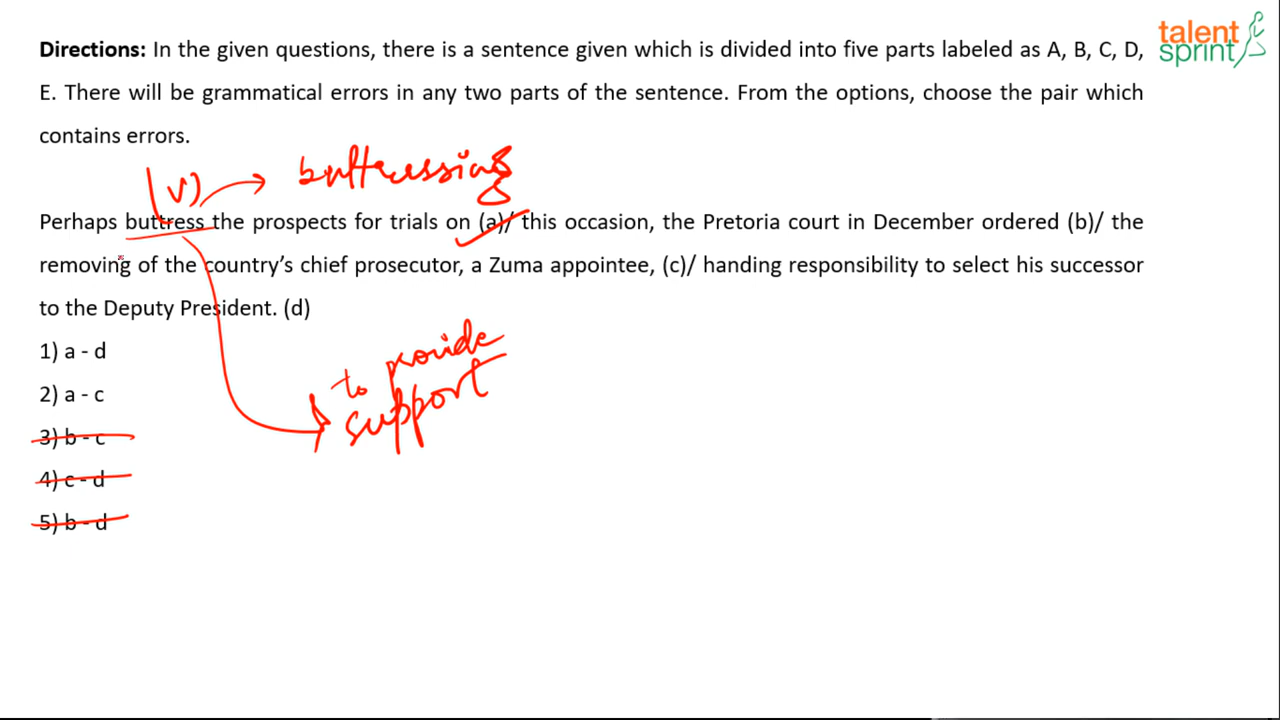 talent
sprint
Directions: In the given questions, there is a sentence given which is divided into five parts labeled as A, B, C, D,
E. There will be grammatical errors in any two parts of the sentence. From the options, choose the pair which
contains errors.
(v) buttressing
Perhaps buttress the prospects for trials on (a)/ this occasion, the Pretoria court in December ordered (b)/ the
removing of the country's chief prosecutor, a Zuma appointee, (c)/ handing responsibility to select his successor
to the Deputy President. (d)
to provide
support
1) a - d
2) a - c
3) b - c
4) c - d
5) b - d